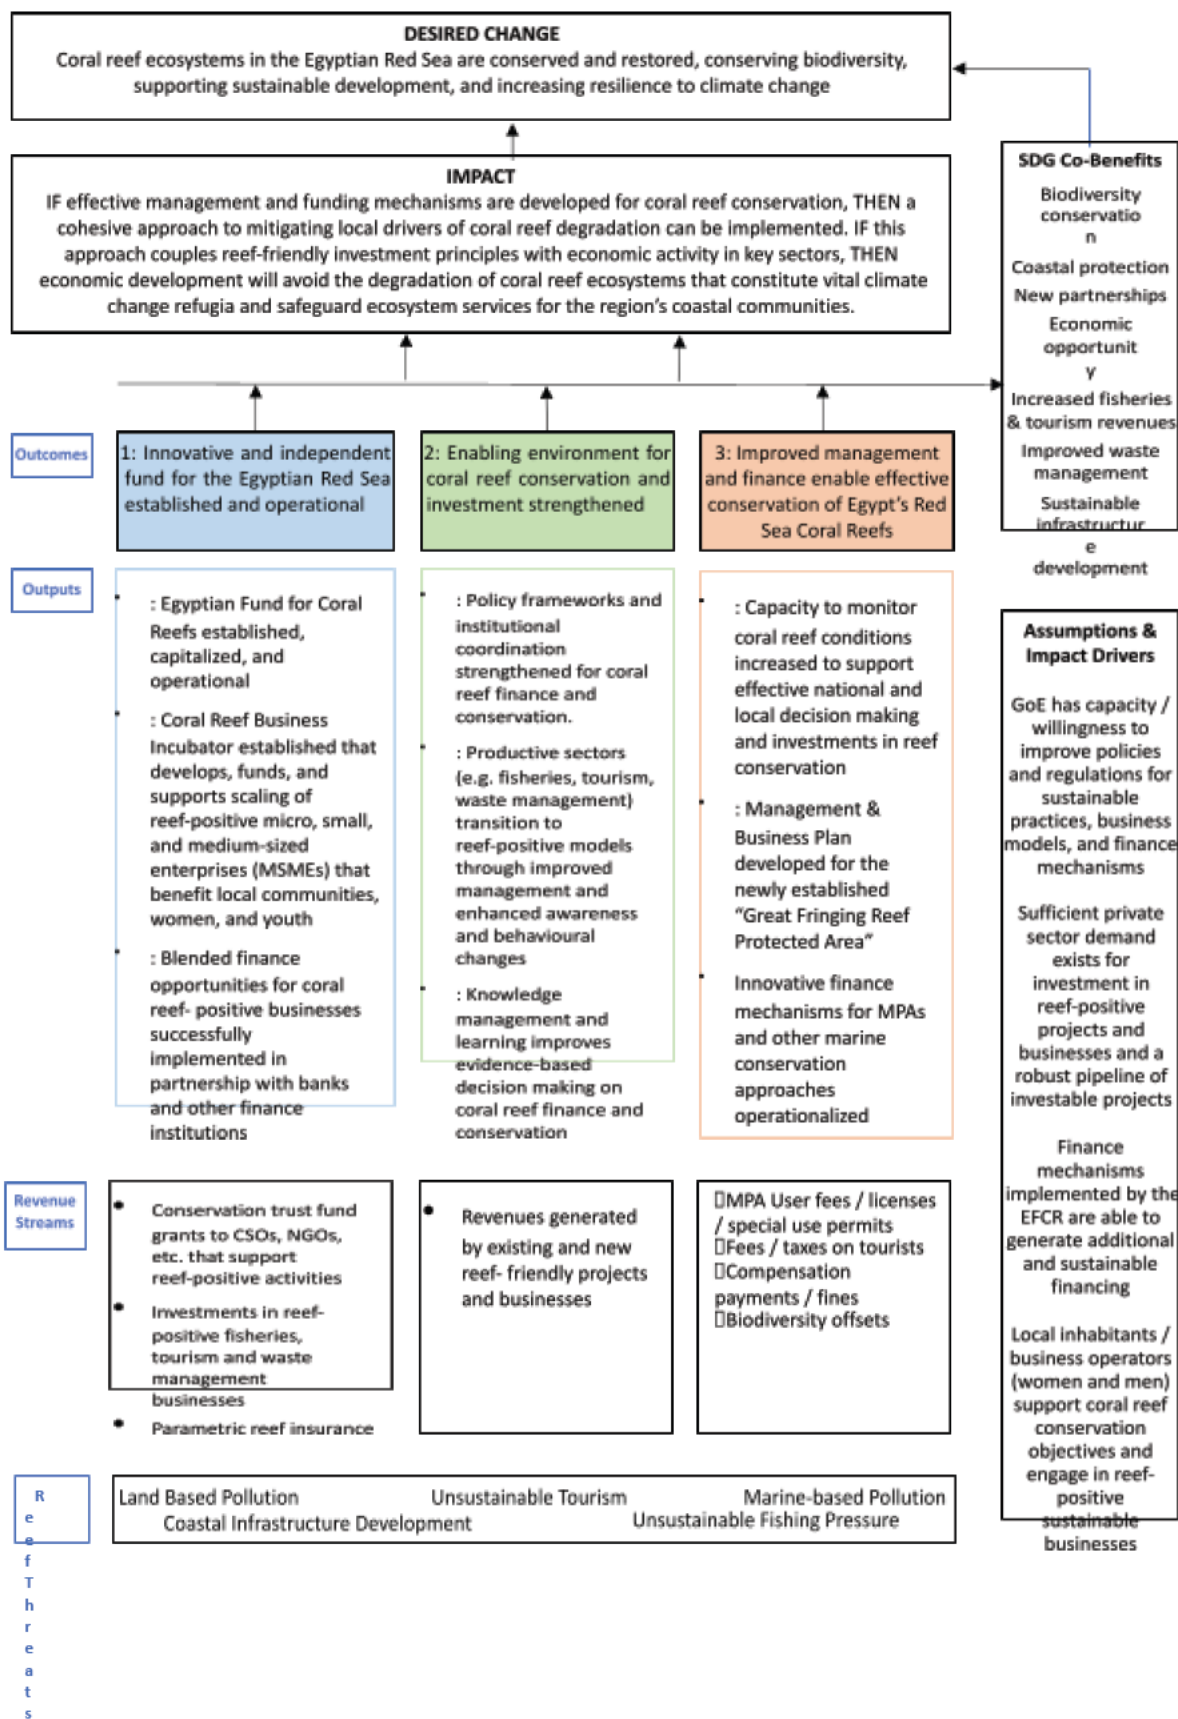 DESIRED CHANGE
Coral reef ecosystems in the Egyptian Red Sea are conserved and restored, conserving biodiversity,
supporting sustainable development, and increasing resilience to climate change
IMPACT
IF effective management and funding mechanisms are developed for coral reef conservation, THEN a
cohesive approach to mitigating local drivers of coral reef degradation can be implemented. IF this
approach couples reef-friendly investment principles with economic activity in key sectors, THEN
economic development will avoid the degradation of coral reef ecosystems that constitute vital climate
change refugia and safeguard ecosystem services for the region's coastal communities.
SDG Co-Benefits
Biodiversity
conservatio
n
Coastal protection
New partnerships
Economic
opportunit
y
Increased fisheries
& tourism revenues
Improved waste
management
Sustainable
infrastructur
e
development
Outcomes
1: Innovative and independent
fund for the Egyptian Red Sea
established and operational
2: Enabling environment for
coral reef conservation and
investment strengthened
3: Improved management
and finance enable effective
conservation of Egypt's Red
Sea Coral Reefs
Outputs
: Egyptian Fund for Coral
Reefs established,
capitalized, and
operational
: Coral Reef Business
Incubator established that
develops, funds, and
supports scaling of
reef-positive micro, small,
and medium-sized
enterprises (MSMEs) that
benefit local communities,
women, and youth
: Blended finance
opportunities for coral
reef- positive businesses
successfully
implemented in
partnership with banks
and other finance
institutions
: Policy frameworks and
institutional
coordination
strengthened for coral
reef finance and
conservation.
: Productive sectors
(e.g. fisheries, tourism,
waste management)
transition to
reef-positive models
through improved
management and
enhanced awareness
and behavioural
changes
: Knowledge
management and
learning improves
evidence-based
decision making on
coral reef finance and
conservation
: Capacity to monitor
coral reef conditions
increased to support
effective national and
local decision making
and investments in reef
conservation
: Management &
Business Plan
developed for the
newly established
"Great Fringing Reef
Protected Area"
Innovative finance
mechanisms for MPAs
and other marine
conservation
approaches
operationalized
Assumptions &
Impact Drivers
GoE has capacity /
willingness to
improve policies
and regulations for
sustainable
practices, business
models, and finance
mechanisms
Sufficient private
sector demand
exists for
investment in
reef-positive
projects and
businesses and a
robust pipeline of
investable projects
Finance
mechanisms
implemented by the
EFCR are able to
generate additional
and sustainable
financing
Local inhabitants /
business operators
(women and men)
support coral reef
conservation
objectives and
engage in reef-
positive
sustainable
businesses
Revenue
Streams
Conservation trust fund
grants to CSOs, NGOs,
etc. that support
reef-positive activities
Investments in reef-
positive fisheries,
tourism and waste
management
businesses
Parametric reef insurance
Revenues generated
by existing and new
reef- friendly projects
and businesses
MPA User fees / licenses
/ special use permits
Fees / taxes on tourists
Compensation
payments / fines
Biodiversity offsets
R
e
e
f
T
h
r
e
a
t
s
Land Based Pollution Unsustainable Tourism Marine-based Pollution
Coastal Infrastructure Development Unsustainable Fishing Pressure